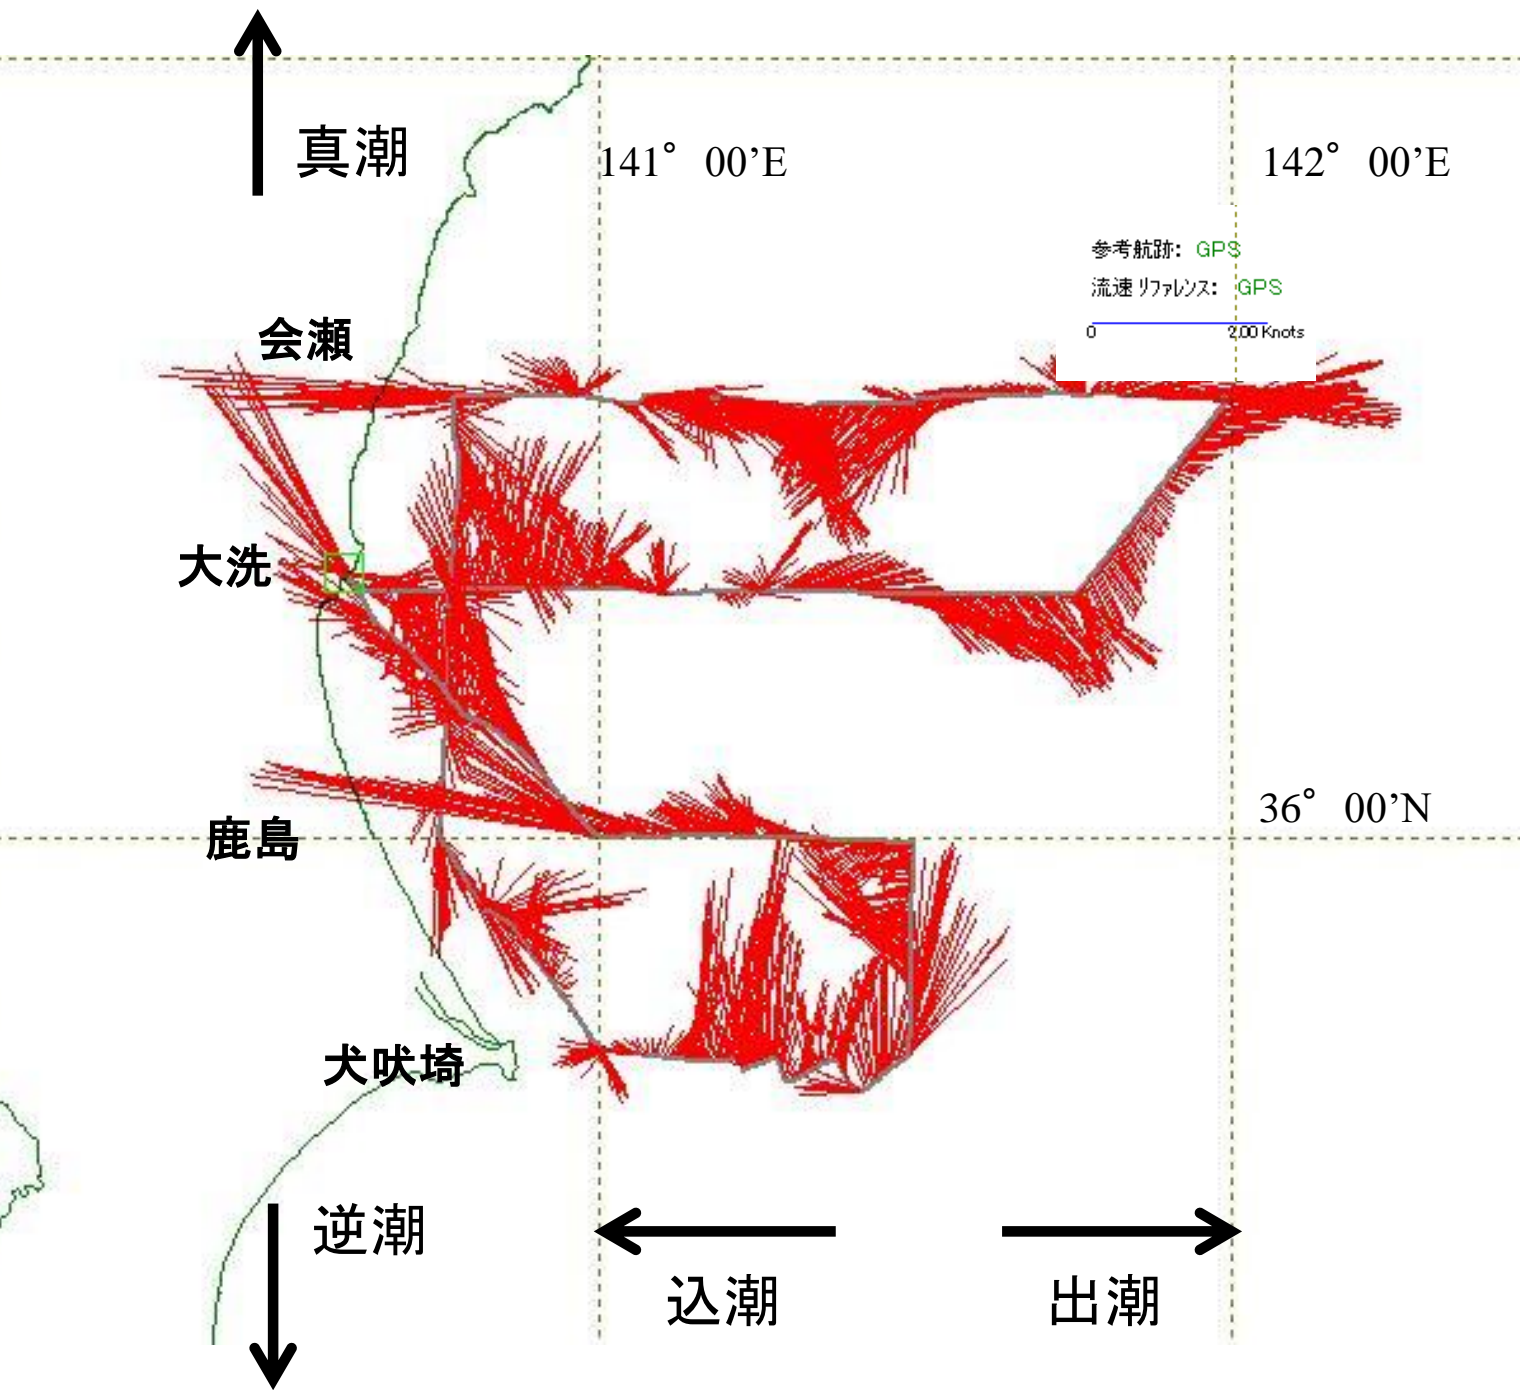 真潮
141° 00’E
142° 00’E
参考航跡: GPS
流速リファレンス: GPS
0 2.00 Knots
会瀬
大洗
36° 00’N
鹿島
犬吠埼
逆潮
込潮
出潮